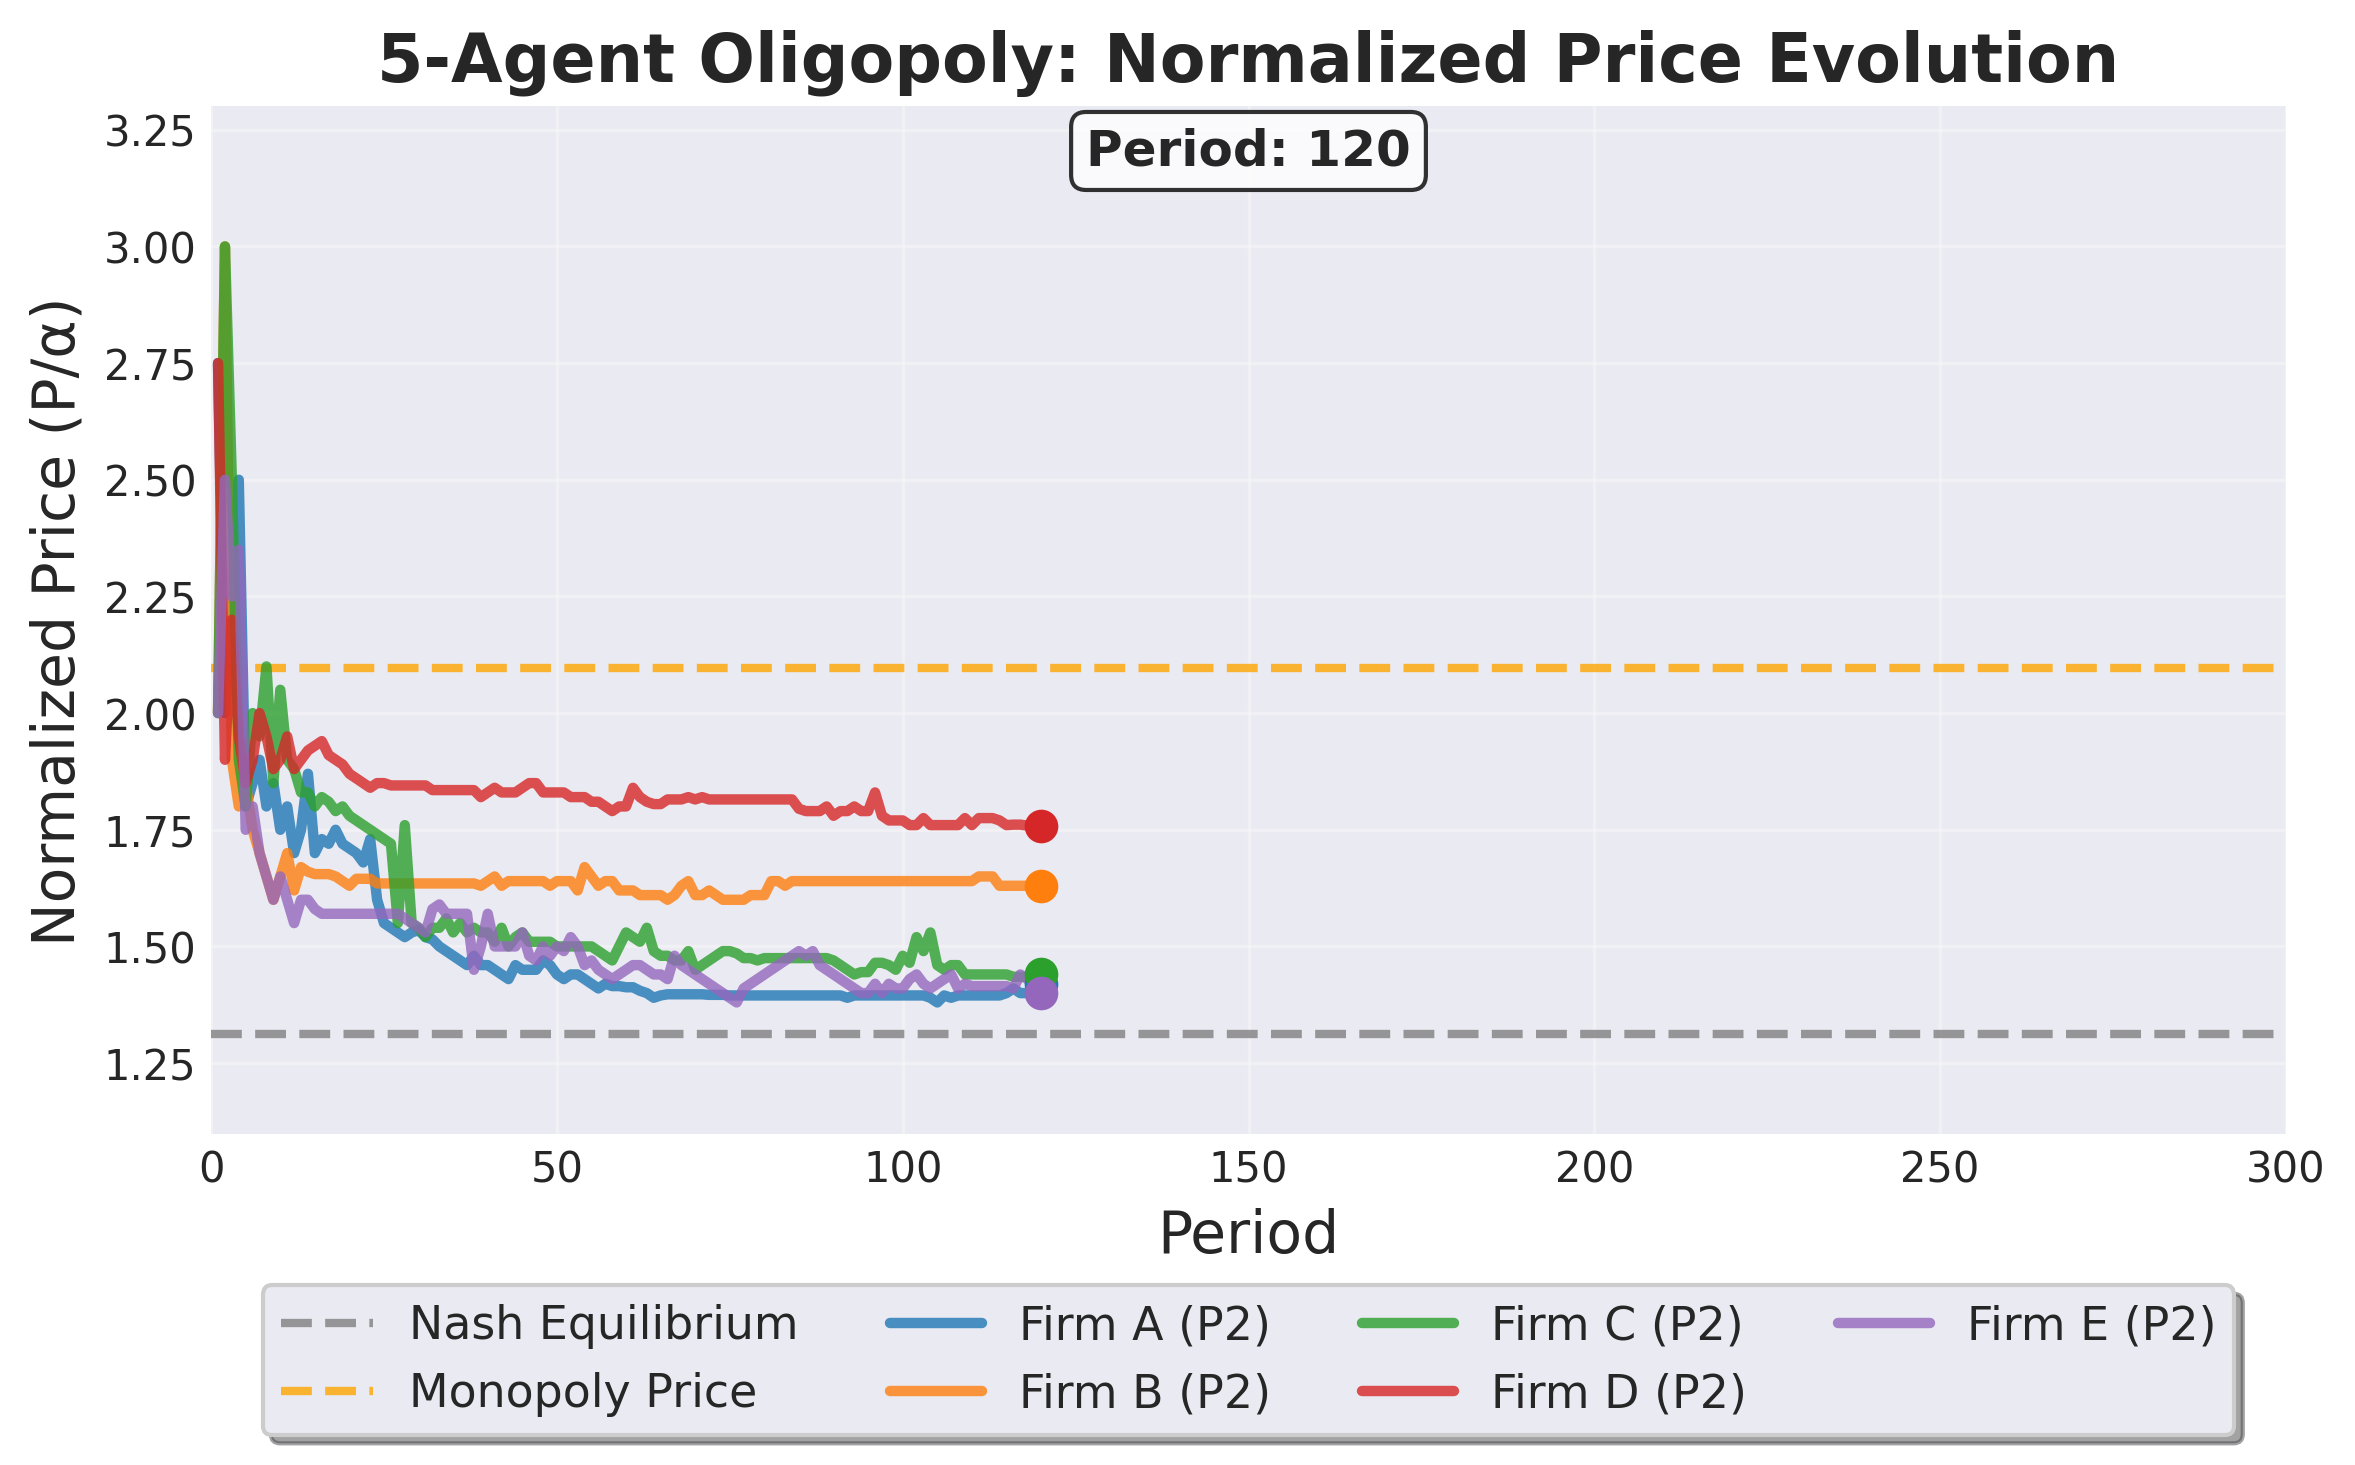 5-Agent Oligopoly: Normalized Price Evolution
Period: 120
Normalized Price (P/α)
3.25
3.00
2.75
2.50
2.25
2.00
1.75
1.50
1.25
0 50 100 150 200 250 300
Period
Nash Equilibrium Firm A (P2) Firm C (P2) Firm E (P2)
Monopoly Price Firm B (P2) Firm D (P2)